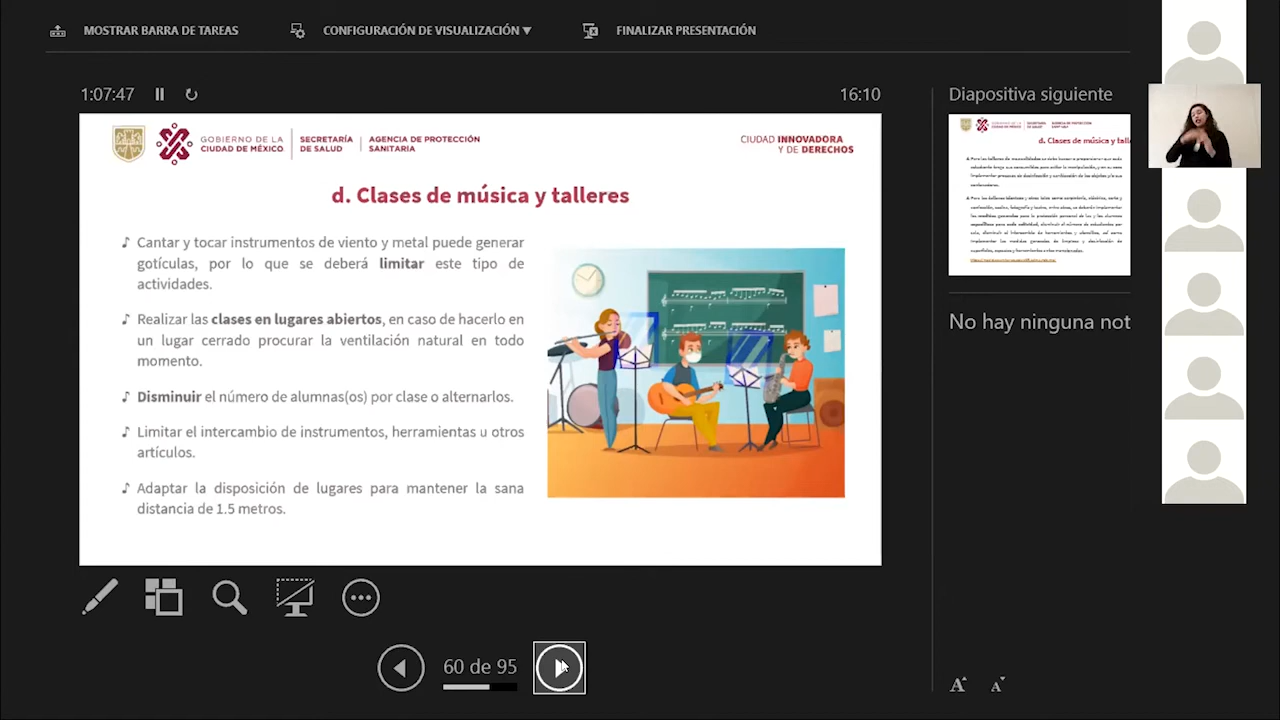 MOSTRAR BARRA DE TAREAS
CONFIGURACIÓN DE VISUALIZACIÓN ▼
FINALIZAR PRESENTACIÓN
1:07:47
16:10
GOBIERNO DE LA
CIUDAD DE MÉXICO
SECRETARÍA
DE SALUD
AGENCIA DE PROTECCIÓN
SANITARIA
CIUDAD INNOVADORA
Y DE DERECHOS
d. Clases de música y talleres
♪ Cantar y tocar instrumentos de viento y metal puede generar
gotículas, por lo que se deberá limitar este tipo de
actividades.
♪ Realizar las clases en lugares abiertos, en caso de hacerlo en
un lugar cerrado procurar la ventilación natural en todo
momento.
♪ Disminuir el número de alumnas(os) por clase o alternarlos.
♪ Limitar el intercambio de instrumentos, herramientas u otros
artículos.
♪ Adaptar la disposición de lugares para mantener la sana
distancia de 1.5 metros.
60 de 95
Diapositiva siguiente
d. Clases de música y tall
No hay ninguna not
A A